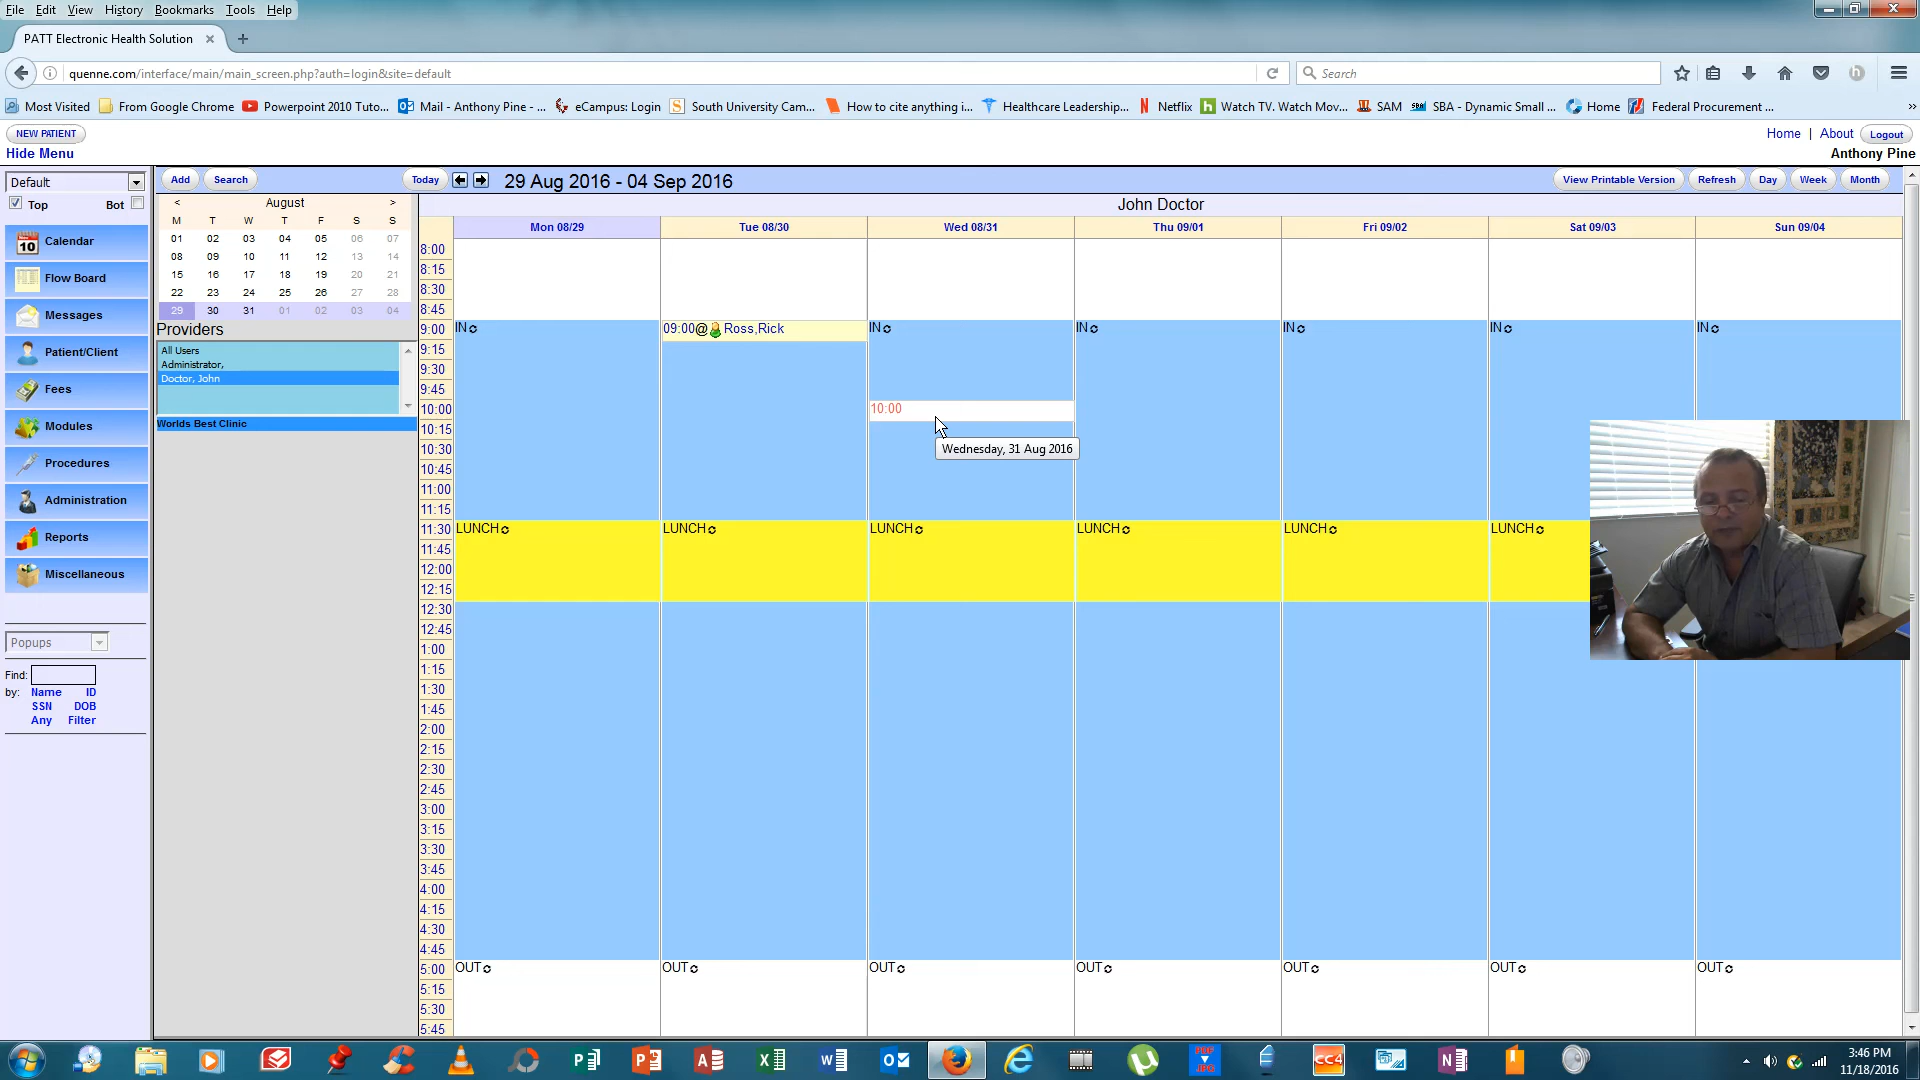 File Edit View History Bookmarks Tools Help
PATT Electronic Health Solution
quenne.com/interface/main/main_screen.php?auth=login&site=default
Search
Most Visited From Google Chrome Powerpoint 2010 Tuto... Mail - Anthony Pine - ... eCampus: Login South University Cam... How to cite anything i... Healthcare Leadership... Netflix Watch TV. Watch Mov... SAM SBA - Dynamic Small ... Home Federal Procurement ...
NEW PATIENT
Home | About Logout
Hide Menu
Anthony Pine
Default
Top Bot
Calendar
Flow Board
Messages
Patient/Client
Fees
Modules
Procedures
Administration
Reports
Miscellaneous
Popups
Find:
by: Name ID
SSN DOB
Any Filter
Add Search Today 29 Aug 2016 - 04 Sep 2016 View Printable Version Refresh Day Week Month
< August >
M T W T F S S
01 02 03 04 05 06 07
08 09 10 11 12 13 14
15 16 17 18 19 20 21
22 23 24 25 26 27 28
29 30 31 01 02 03 04
Providers
All Users
Administrator,
Doctor, John
Worlds Best Clinic
John Doctor
Mon 08/29 Tue 08/30 Wed 08/31 Thu 09/01 Fri 09/02 Sat 09/03 Sun 09/04
8:00
8:15
8:30
8:45
9:00 IN 09:00@ Ross,Rick IN IN IN IN IN
9:15
9:30
9:45
10:00 10:00
10:15
10:30 Wednesday, 31 Aug 2016
10:45
11:00
11:15
11:30 LUNCH LUNCH LUNCH LUNCH LUNCH LUNCH
11:45
12:00
12:15
12:30
12:45
1:00
1:15
1:30
1:45
2:00
2:15
2:30
2:45
3:00
3:15
3:30
3:45
4:00
4:15
4:30
4:45
5:00 OUT OUT OUT OUT OUT OUT OUT
5:15
5:30
5:45
3:46 PM
11/18/2016